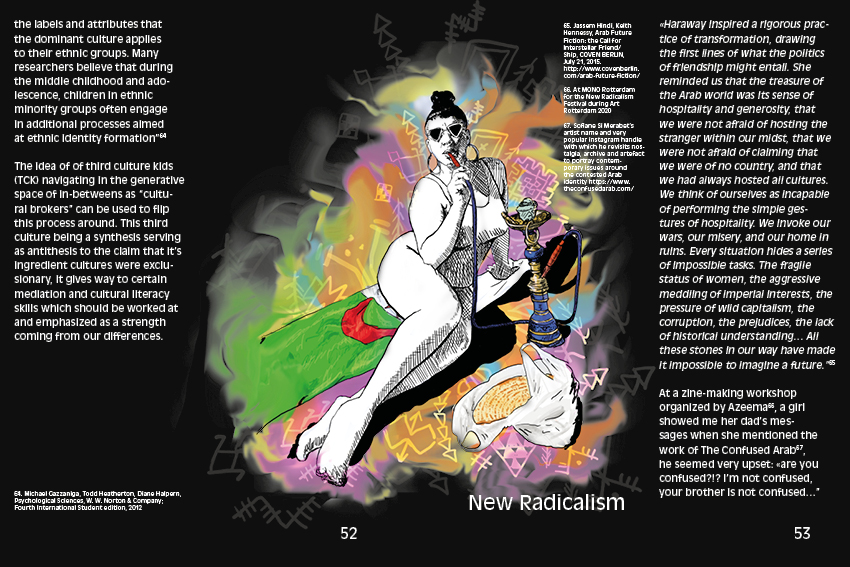 the labels and attributes that
the dominant culture applies
to their ethnic groups. Many
researchers believe that during
the middle childhood and ado-
lescence, children in ethnic
minority groups often engage
in additional processes aimed
at ethnic identity formation"64
The idea of of third culture kids
(TCK) navigating in the generative
space of in-betweens as "cultu-
ral brokers" can be used to flip
this process around. This third
culture being a synthesis serving
as antithesis to the claim that it's
ingredient cultures were exclu-
sionary, it gives way to certain
mediation and cultural literacy
skills which should be worked at
and emphasized as a strength
coming from our differences.
64. Michael Gazzaniga, Todd Heatherton, Diane Halpern,
Psychological Sciences, W. W. Norton & Company;
Fourth International Student edition, 2012
52
65. Jassem Hindi, Keith
Hennessy, Arab Future
Fiction: the Call for
Interstellar Friend/
Ship, COVEN BERLIN,
July 21, 2015.
http://www.covenberlin.
com/arab-future-fiction/
66. At MONO Rotterdam
for the New Radicalism
Festival during Art
Rotterdam 2020
67. Sofiane Si Merabet's
artist name and very
popular Instagram handle
with which he revisits nos-
talgia, archive and artefact
to portray contem-
porary issues around
the contested Arab
identity http://www.
theconfusedarab.com/
New Radicalism
«Haraway inspired a rigorous prac-
tice of transformation, drawing
the first lines of what the politics
of friendship might entail. She
reminded us that the treasure of
the Arab world was its sense of
hospitality and generosity, that
we were not afraid of hosting the
stranger within our midst, that we
were not afraid of claiming that
we were of no country, and that
we had always hosted all cultures.
We think of ourselves as incapable
of performing the simple ges-
tures of hospitality. We invoke our
wars, our misery, and our home in
ruins. Every situation hides a series
of impossible tasks. The fragile
status of women, the aggressive
meddling of imperial interests, the
pressure of wild capitalism, the
corruption, the prejudices, the lack
of historical understanding... All
these stones in our way have made
it impossible to imagine a future."65
At a zine-making workshop
organized by Azeema66, a girl
showed me her dad's mes-
sages when she mentioned the
work of The Confused Arab67,
he seemed very upset: «are you
confused?!? I'm not confused,
your brother is not confused..."
53